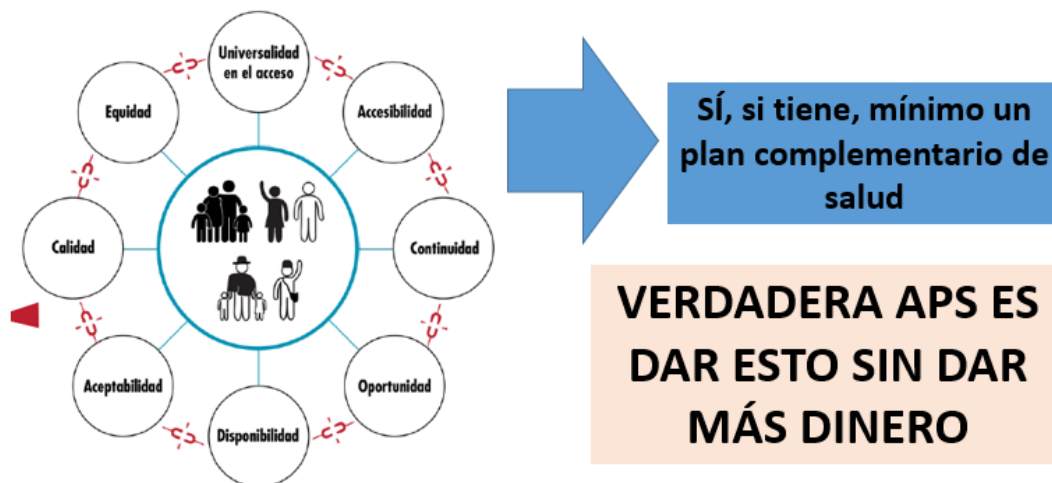 Universalidad
en el acceso
Equidad
Accesibilidad
Calidad
Continuidad
Aceptabilidad
Oportunidad
Disponibilidad
SÍ, si tiene, mínimo un
plan complementario de
salud
VERDADERA APS ES
DAR ESTO SIN DAR
MÁS DINERO